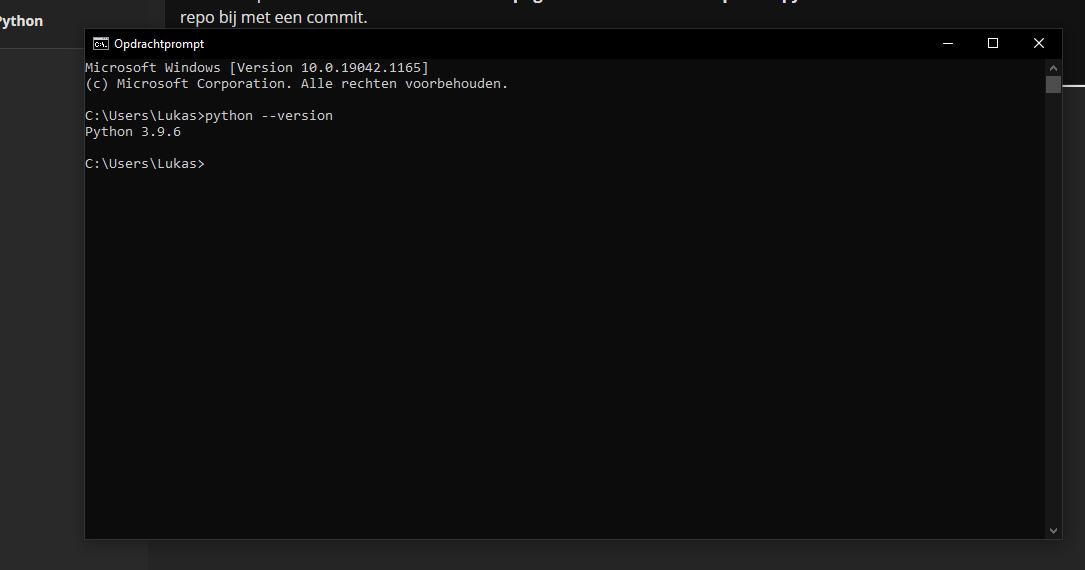 Python
repo bij met een commit.
Opdrachtprompt
Microsoft Windows [Version 10.0.19042.1165]
(c) Microsoft Corporation. Alle rechten voorbehouden.
C:\Users\Lukas>python --version
Python 3.9.6
C:\Users\Lukas>